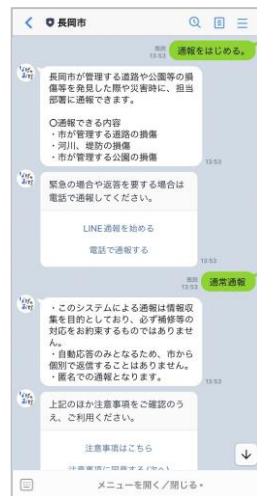 長岡市
通報をはじめる。
既読
13:53
長岡市が管理する道路や公園等の損
傷等を発見した際や災害時に、担当
部署に通報できます。
○通報できる内容
・市が管理する道路の損傷
・河川、堤防の損傷
・市が管理する公園の損傷
13:53
緊急の場合や返答を要する場合は
電話で通報してください。
LINE通報を始める
電話で通報する
13:53
既読
13:53
通常通報
・このシステムによる通報は情報収
集を目的としており、必ず補修等の
対応をお約束するものではありませ
ん。
・自動応答のみとなるため、市から
個別で返信することはありません。
・匿名での通報となります。
13:53
上記のほか注意事項をご確認のう
え、ご利用ください。
注意事項はこちら
注意事項に同意する(次へ)
メニューを開く／閉じる